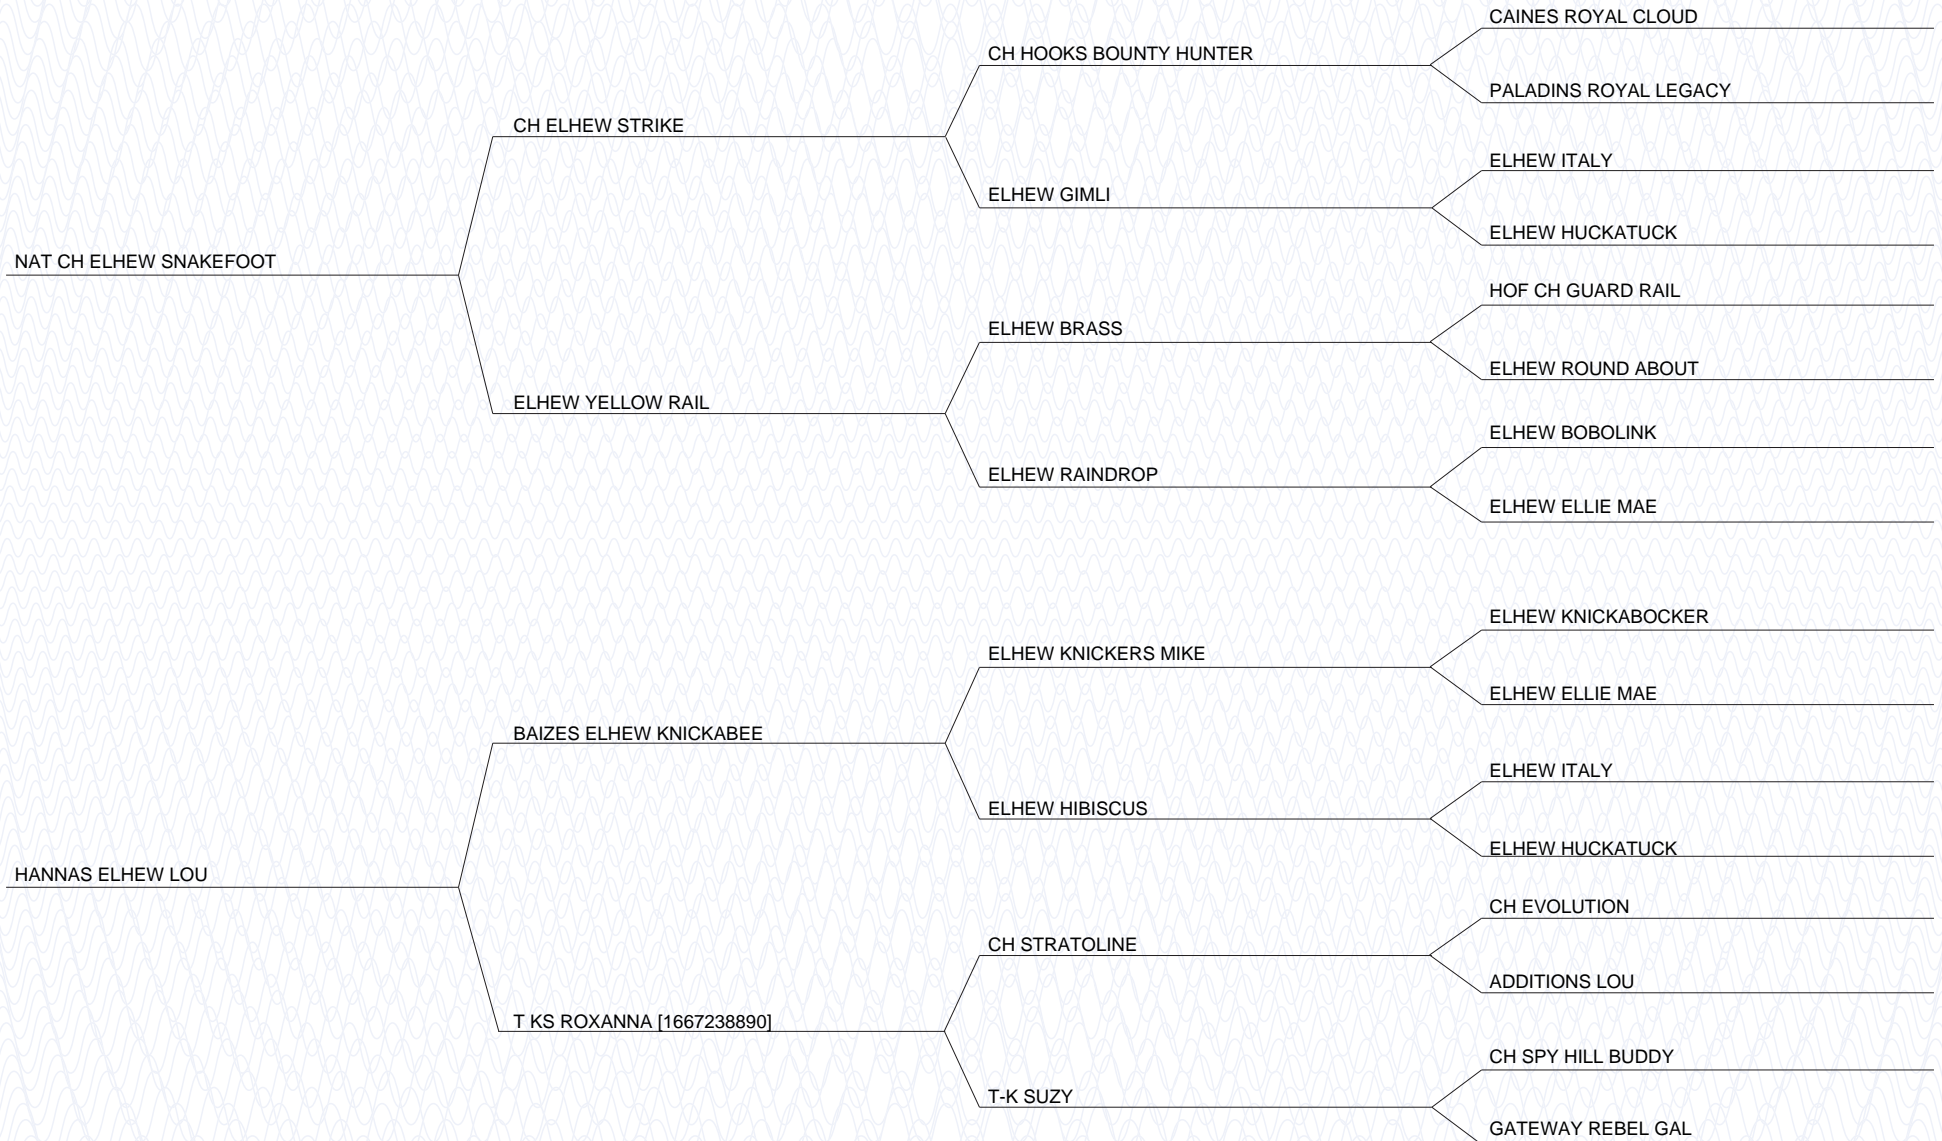 CAINES ROYAL CLOUD
CH HOOKS BOUNTY HUNTER
PALADINS ROYAL LEGACY
CH ELHEW STRIKE
ELHEW ITALY
ELHEW GIMLI
ELHEW HUCKATUCK
NAT CH ELHEW SNAKEFOOT
HOF CH GUARD RAIL
ELHEW BRASS
ELHEW ROUND ABOUT
ELHEW YELLOW RAIL
ELHEW BOBOLINK
ELHEW RAINDROP
ELHEW ELLIE MAE
ELHEW KNICKABOCKER
ELHEW KNICKERS MIKE
ELHEW ELLIE MAE
BAIZES ELHEW KNICKABEE
ELHEW ITALY
ELHEW HIBISCUS
ELHEW HUCKATUCK
HANNAS ELHEW LOU
CH EVOLUTION
CH STRATOLINE
ADDITIONS LOU
T KS ROXANNA [1667238890]
CH SPY HILL BUDDY
T-K SUZY
GATEWAY REBEL GAL